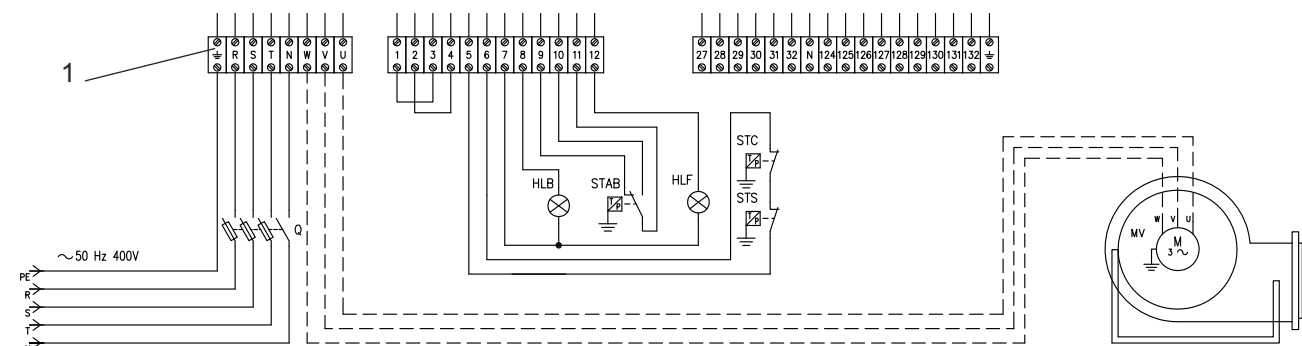 1
R S T N W V U
1 2 3 4 5 6 7 8 9 10 11 12
27 28 29 30 31 32 N 124 125 126 127 128 129 130 131 132
STC
T P
HLB
STAB
HLF
T P
STS
T P
Q
~50 Hz 400V
PE
R
S
T
W V U
MV
M
3~